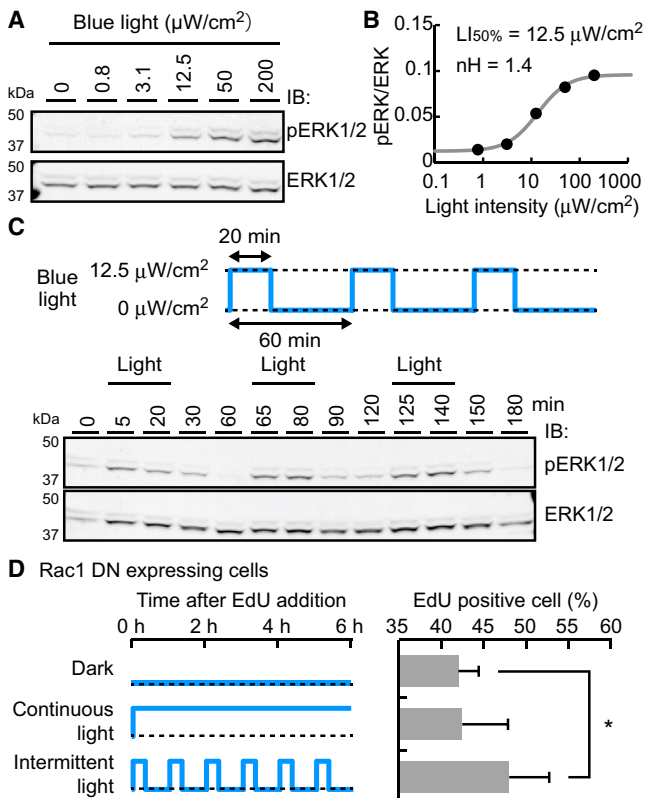 A
Blue light (μW/cm²)
0 0.8 3.1 12.5 50 200
kDa
IB:
50
37
pERK1/2
50
37
ERK1/2
B
pERK/ERK
0.15
0.1
0.05
0
LI50% = 12.5 μW/cm²
nH = 1.4
0.1 1 10 100 1000
Light intensity (μW/cm²)
C
20 min
Blue light
12.5 μW/cm²
0 μW/cm²
60 min
Light Light Light
0 5 20 30 60 65 80 90 120 125 140 150 180 min
kDa
IB:
50
37
pERK1/2
50
37
ERK1/2
D Rac1 DN expressing cells
Time after EdU addition
0 h 2 h 4 h 6 h
Dark
Continuous light
Intermittent light
EdU positive cell (%)
35 40 45 50 55 60
*